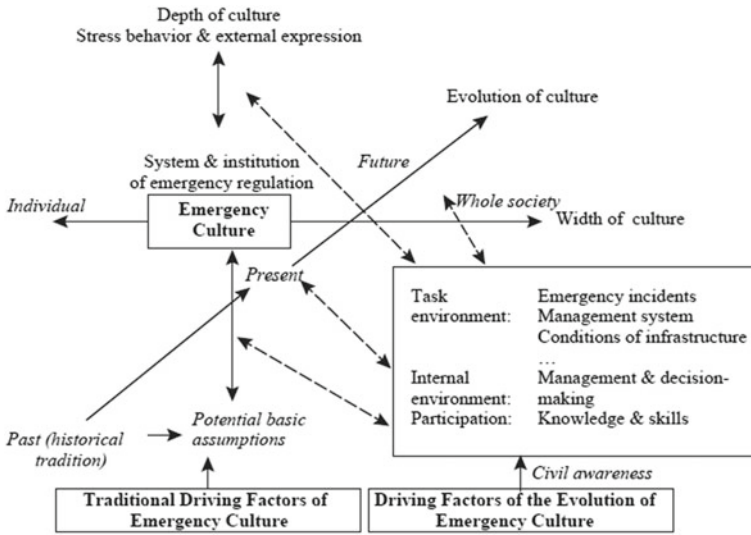 Depth of culture
Stress behavior & external expression
Evolution of culture
Future
System & institution
of emergency regulation
Individual
Whole society
Emergency
Culture
Width of culture
Present
Task
environment:
Emergency incidents
Management system
Conditions of infrastructure
...
Internal
environment:
Management & decision-
making
Participation:
Knowledge & skills
Past (historical
tradition)
Potential basic
assumptions
Civil awareness
Traditional Driving Factors of
Emergency Culture
Driving Factors of the Evolution of
Emergency Culture